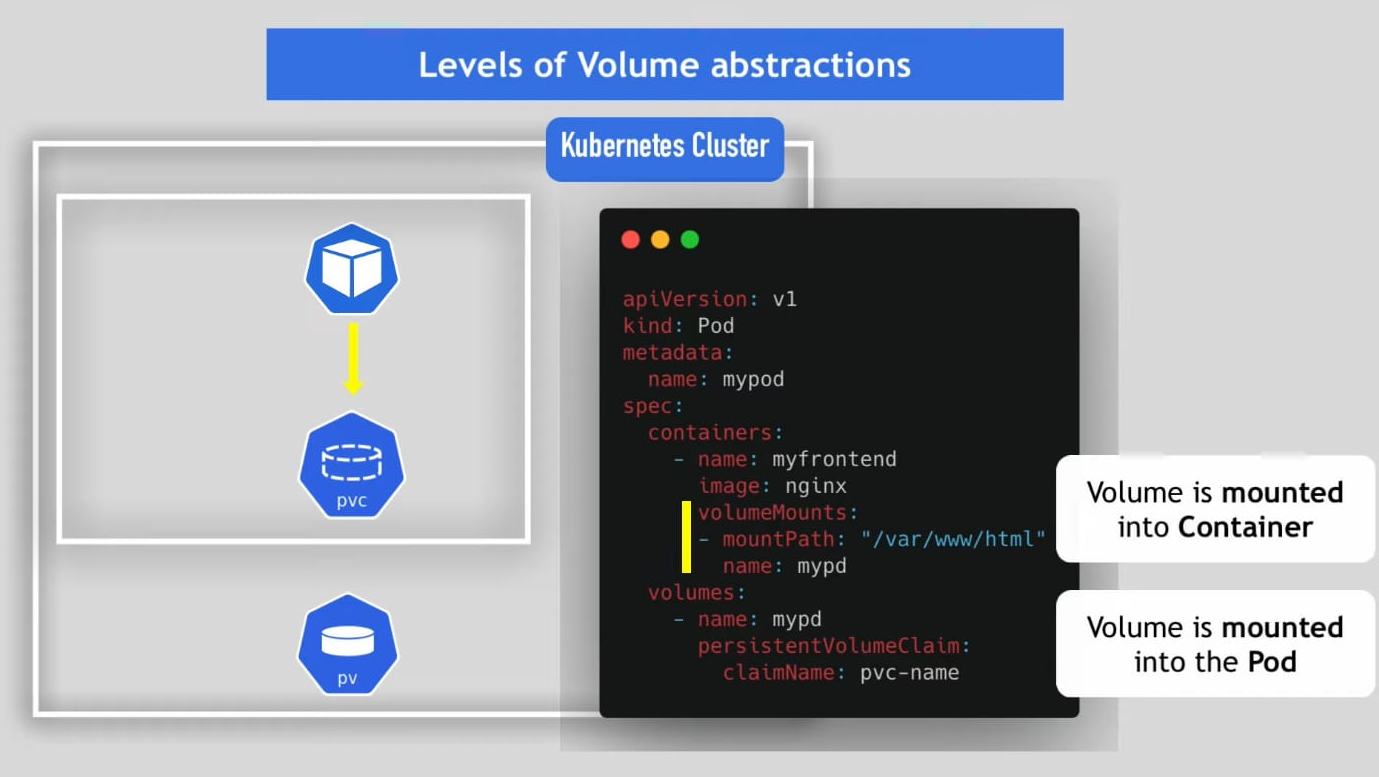 Levels of Volume abstractions
Kubernetes Cluster
pvc
pv
apiVersion: v1
kind: Pod
metadata:
  name: mypod
spec:
  containers:
    - name: myfrontend
      image: nginx
      volumeMounts:
      - mountPath: "/var/www/html"
        name: mypd
  volumes:
    - name: mypd
      persistentVolumeClaim:
        claimName: pvc-name
Volume is mounted
into Container
Volume is mounted
into the Pod